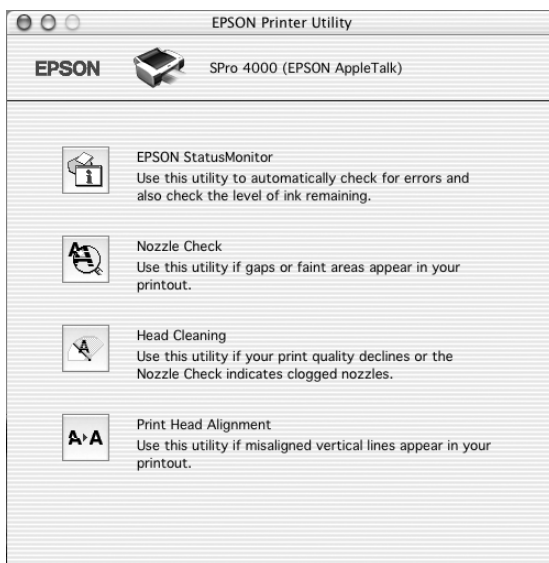 EPSON Printer Utility
EPSON
SPro 4000 (EPSON AppleTalk)
EPSON StatusMonitor
Use this utility to automatically check for errors and
also check the level of ink remaining.
Nozzle Check
Use this utility if gaps or faint areas appear in your
printout.
Head Cleaning
Use this utility if your print quality declines or the
Nozzle Check indicates clogged nozzles.
A▸A
Print Head Alignment
Use this utility if misaligned vertical lines appear in your
printout.